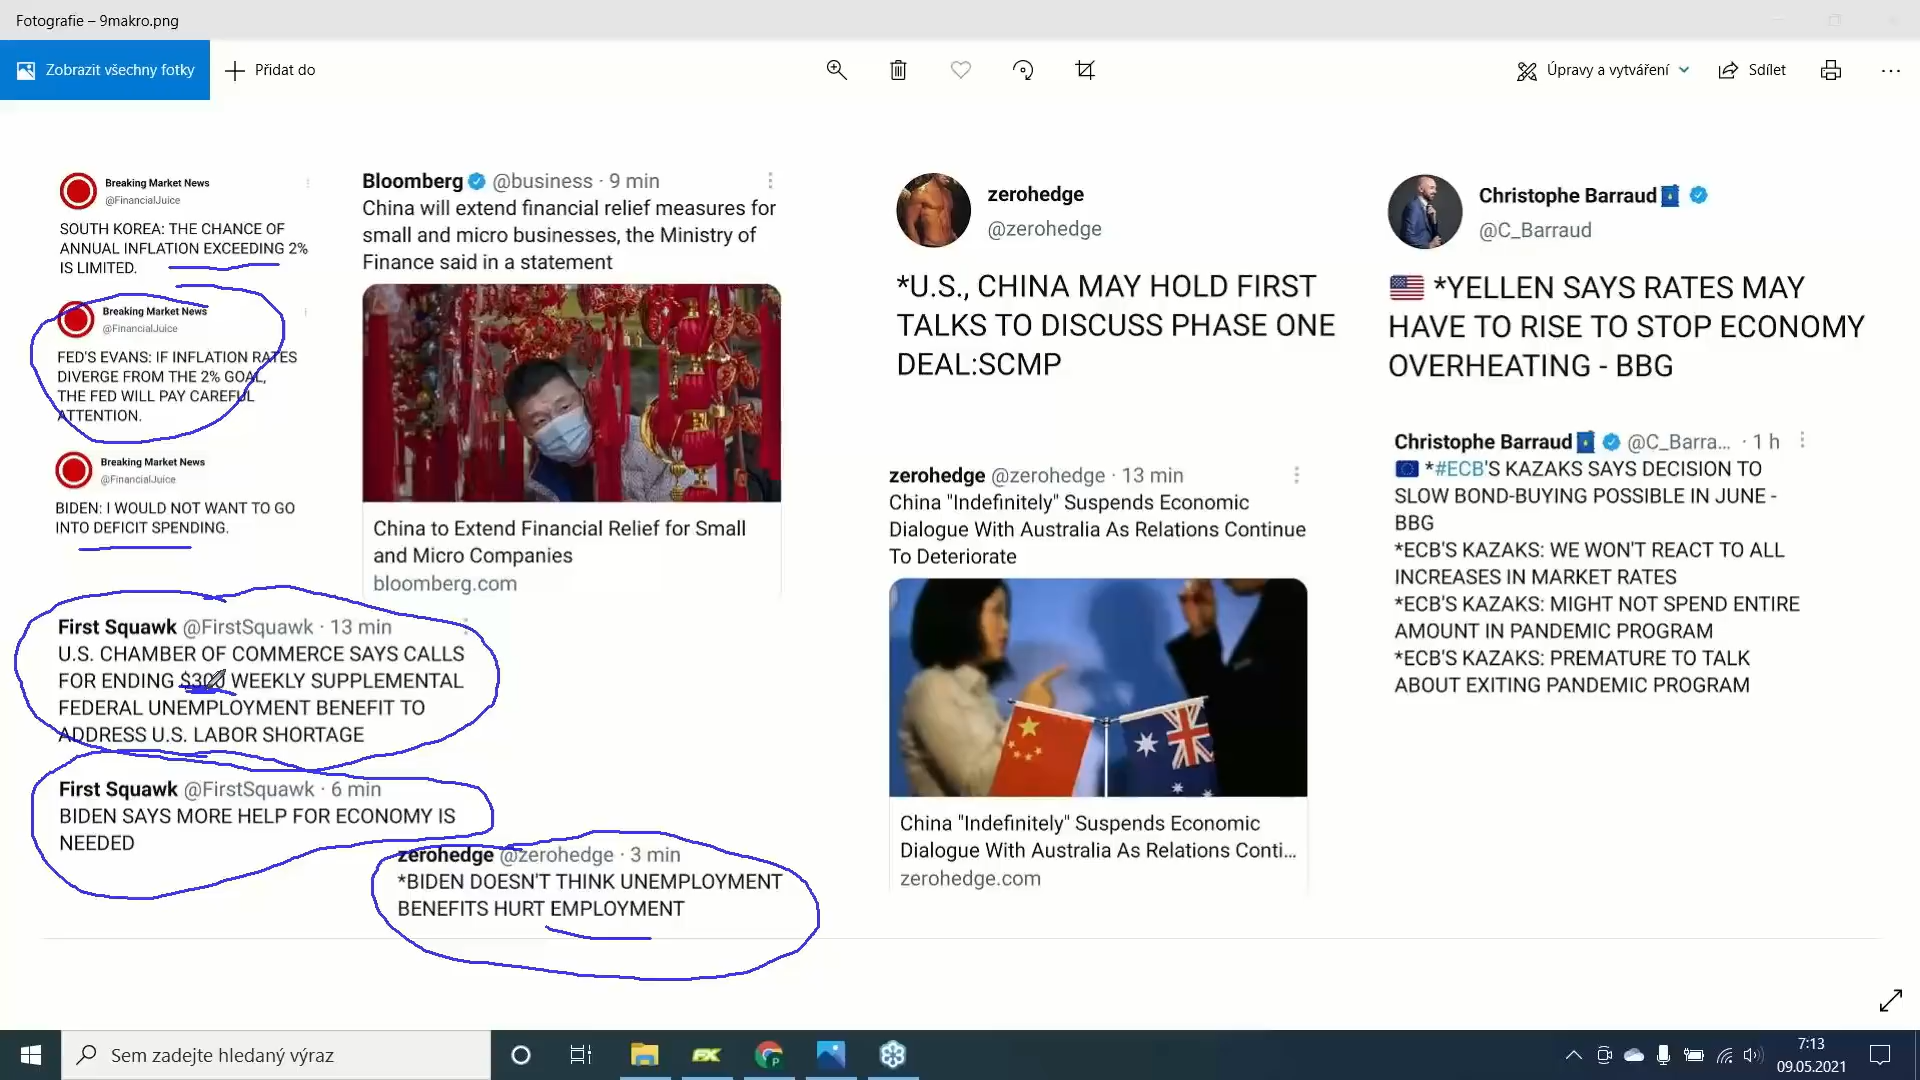 Fotografie – 9makro.png
Zobrazit všechny fotky
Přidat do
Úpravy a vytváření
Sdílet
Breaking Market News
@FinancialJuice
SOUTH KOREA: THE CHANCE OF
ANNUAL INFLATION EXCEEDING 2%
IS LIMITED.
Breaking Market News
@FinancialJuice
FED'S EVANS: IF INFLATION RATES
DIVERGE FROM THE 2% GOAL,
THE FED WILL PAY CAREFUL
ATTENTION.
Breaking Market News
@FinancialJuice
BIDEN: I WOULD NOT WANT TO GO
INTO DEFICIT SPENDING.
First Squawk @FirstSquawk · 13 min
U.S. CHAMBER OF COMMERCE SAYS CALLS
FOR ENDING $300 WEEKLY SUPPLEMENTAL
FEDERAL UNEMPLOYMENT BENEFIT TO
ADDRESS U.S. LABOR SHORTAGE
First Squawk @FirstSquawk · 6 min
BIDEN SAYS MORE HELP FOR ECONOMY IS
NEEDED
Bloomberg @business · 9 min
China will extend financial relief measures for
small and micro businesses, the Ministry of
Finance said in a statement
China to Extend Financial Relief for Small
and Micro Companies
bloomberg.com
zerohedge @zerohedge · 3 min
*BIDEN DOESN'T THINK UNEMPLOYMENT
BENEFITS HURT EMPLOYMENT
zerohedge
@zerohedge
*U.S., CHINA MAY HOLD FIRST
TALKS TO DISCUSS PHASE ONE
DEAL:SCMP
zerohedge @zerohedge · 13 min
China "Indefinitely" Suspends Economic
Dialogue With Australia As Relations Continue
To Deteriorate
China "Indefinitely" Suspends Economic
Dialogue With Australia As Relations Conti...
zerohedge.com
Christophe Barraud
@C_Barraud
*YELLEN SAYS RATES MAY
HAVE TO RISE TO STOP ECONOMY
OVERHEATING - BBG
Christophe Barraud @C_Barra... · 1 h
*#ECB'S KAZAKS SAYS DECISION TO
SLOW BOND-BUYING POSSIBLE IN JUNE -
BBG
*ECB'S KAZAKS: WE WON'T REACT TO ALL
INCREASES IN MARKET RATES
*ECB'S KAZAKS: MIGHT NOT SPEND ENTIRE
AMOUNT IN PANDEMIC PROGRAM
*ECB'S KAZAKS: PREMATURE TO TALK
ABOUT EXITING PANDEMIC PROGRAM
Sem zadejte hledaný výraz
FX
P
7:13
09.05.2021